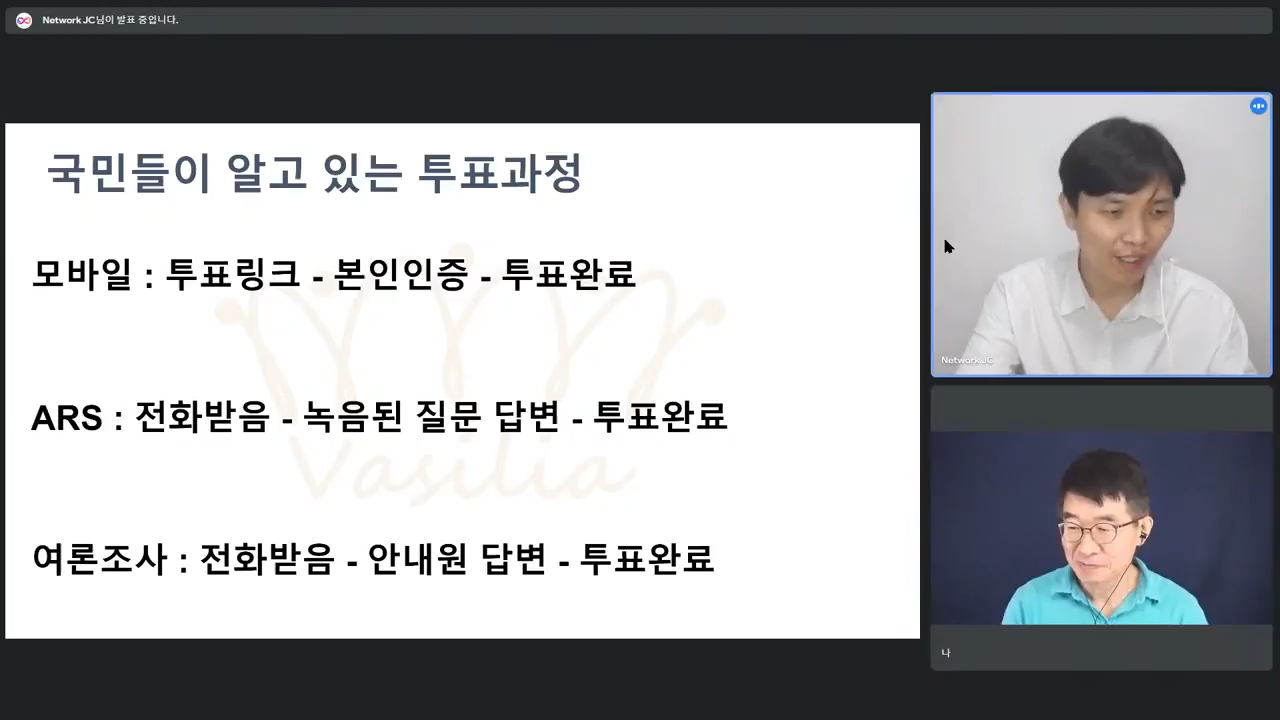 Network JC님이 발표 중입니다.
국민들이 알고 있는 투표과정
모바일 : 투표링크 - 본인인증 - 투표완료
ARS : 전화받음 - 녹음된 질문 답변 - 투표완료
Vasilia
여론조사 : 전화받음 - 안내원 답변 - 투표완료
Network JC
나